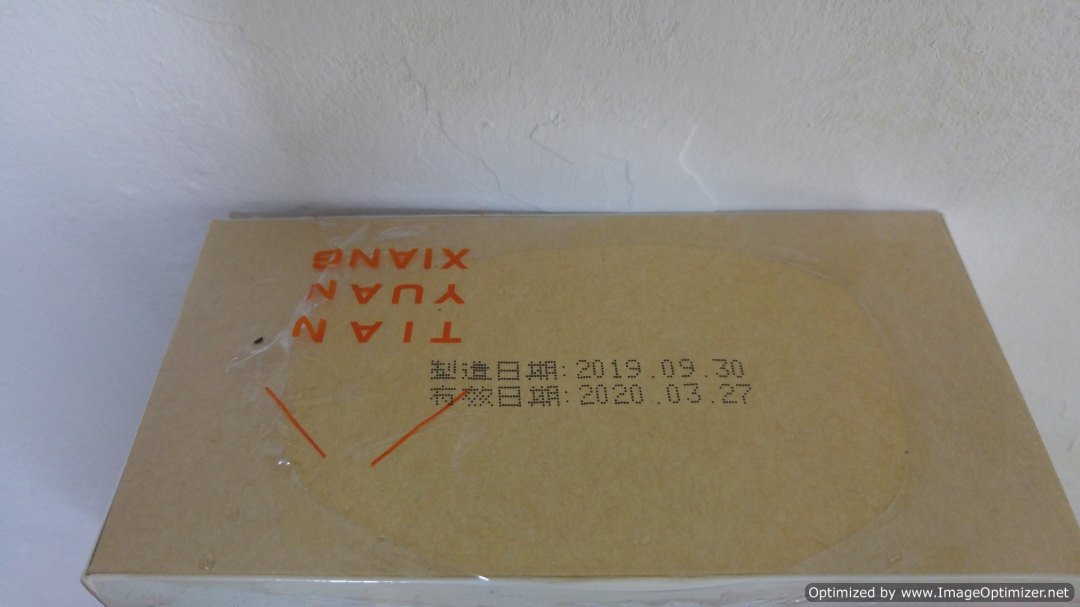 TIAN
YUAN
XIANG
製造日期:2019.09.30
有效日期:2020.03.27
Optimized by www.ImageOptimizer.net